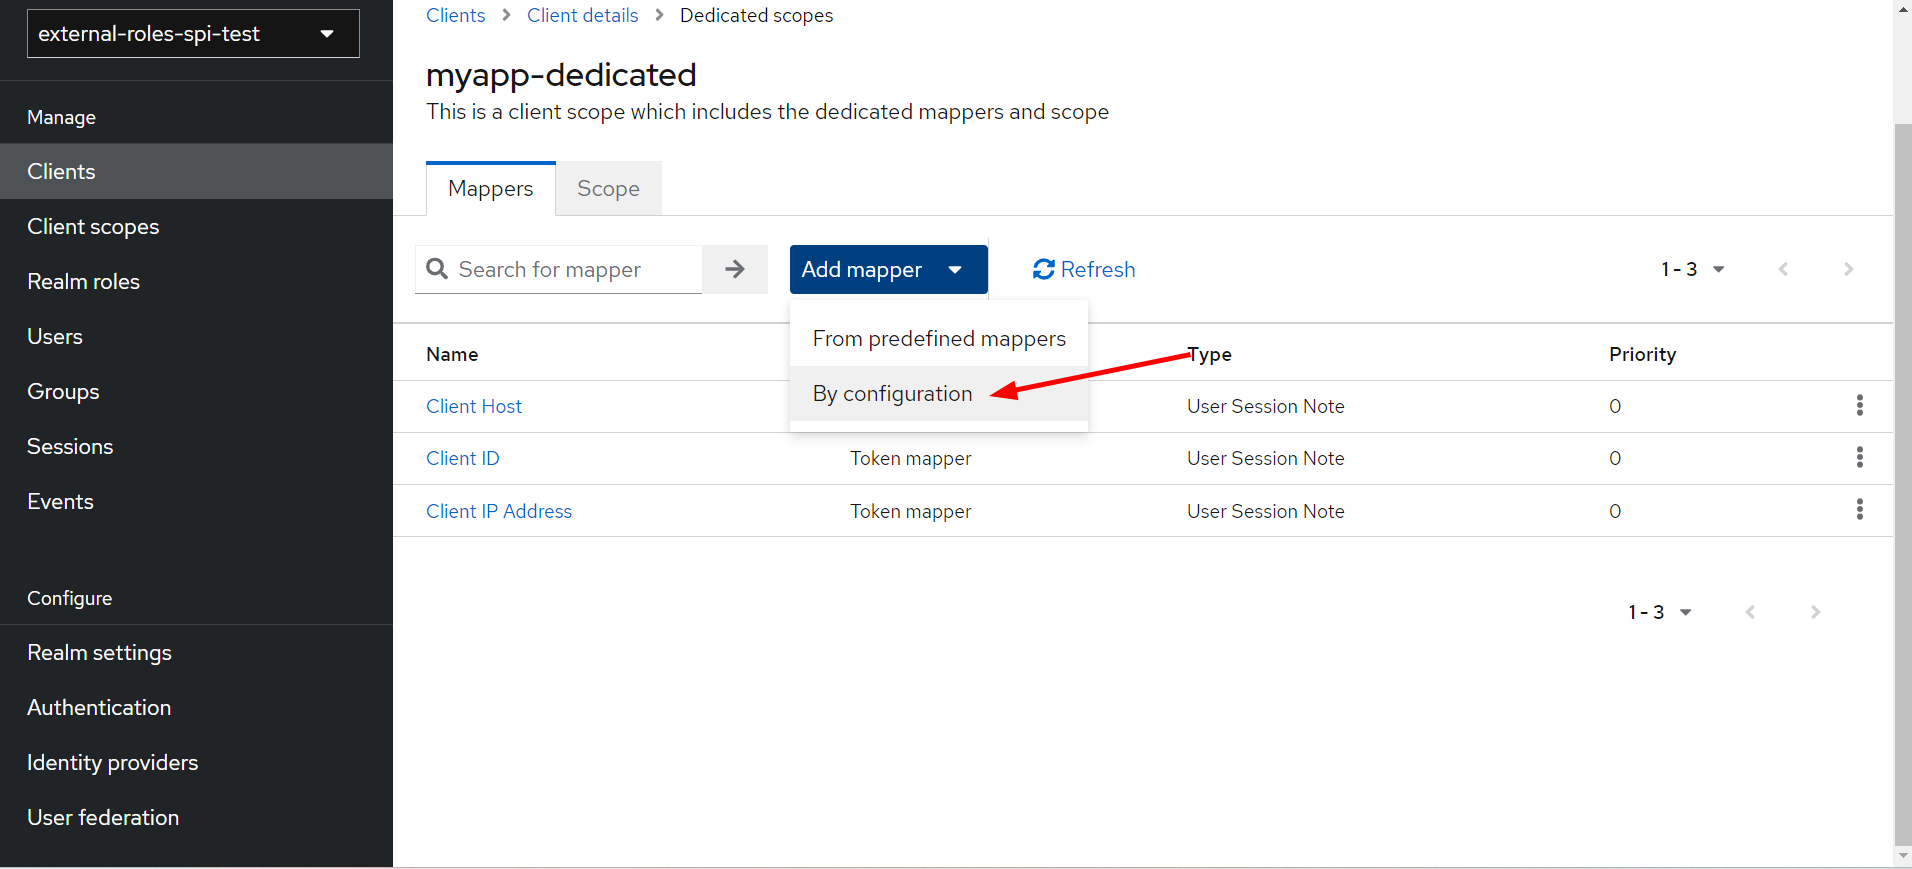 external-roles-spi-test
Manage
Clients
Client scopes
Realm roles
Users
Groups
Sessions
Events
Configure
Realm settings
Authentication
Identity providers
User federation
Clients > Client details > Dedicated scopes
myapp-dedicated
This is a client scope which includes the dedicated mappers and scope
Mappers Scope
Search for mapper Add mapper Refresh 1 - 3
From predefined mappers
By configuration
Name Type Priority
Client Host User Session Note 0
Client ID Token mapper User Session Note 0
Client IP Address Token mapper User Session Note 0
1 - 3